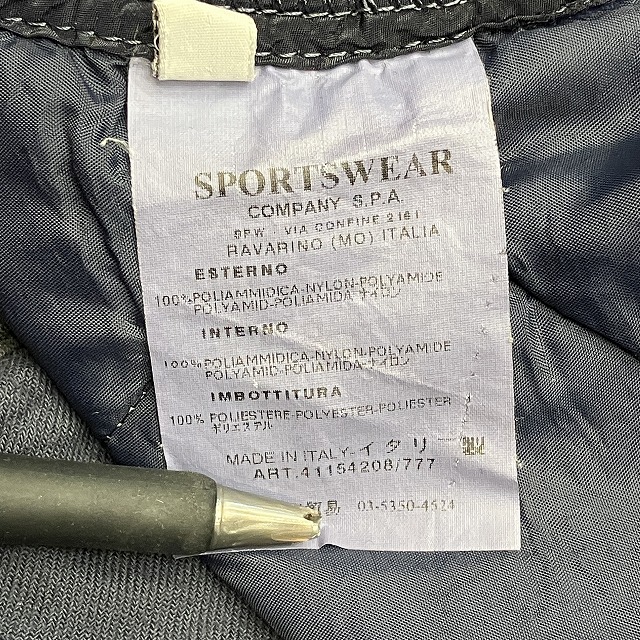 SPORTSWEAR
COMPANY S.P.A.
SPW - VIA CONFINE 2161
RAVARINO (MO) ITALIA
ESTERNO
100% POLIAMMIDICA-NYLON-POLYAMIDE
POLYAMID-POLIAMIDA-ナイロン
INTERNO
100% POLIAMMIDICA-NYLON-POLYAMIDE
POLYAMID-POLIAMIDA-ナイロン
IMBOTTITURA
100% POLIESTERE-POLYESTER-POLIESTER
ポリエステル
MADE IN ITALY-イタリー製
ART.41154208/777
貿易 03-5350-4524